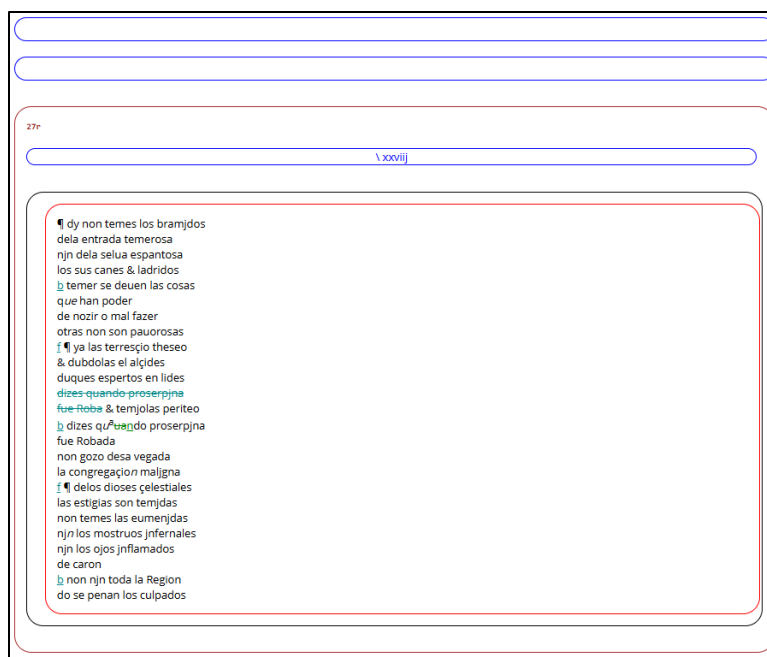 27r
\ xxviij
¶ dy non temes los bramjdos
dela entrada temerosa
njn dela selua espantosa
los sus canes & ladridos
b temer se deuen las cosas
que han poder
de nozir o mal fazer
otras non son pauorosas
f ¶ ya las terresçio theseo
& dubdolas el alçides
duques espertos en lides
dizes quando proserpjna
fue Roba & temjolas periteo
b dizes quauando proserpjna
fue Robada
non gozo desa vegada
la congregaçion maljgna
f ¶ delos dioses çelestiales
las estigias son temjdas
non temes las eumenjdas
njn los mostruos jnfernales
njn los ojos jnflamados
de caron
b non njn toda la Region
do se penan los culpados